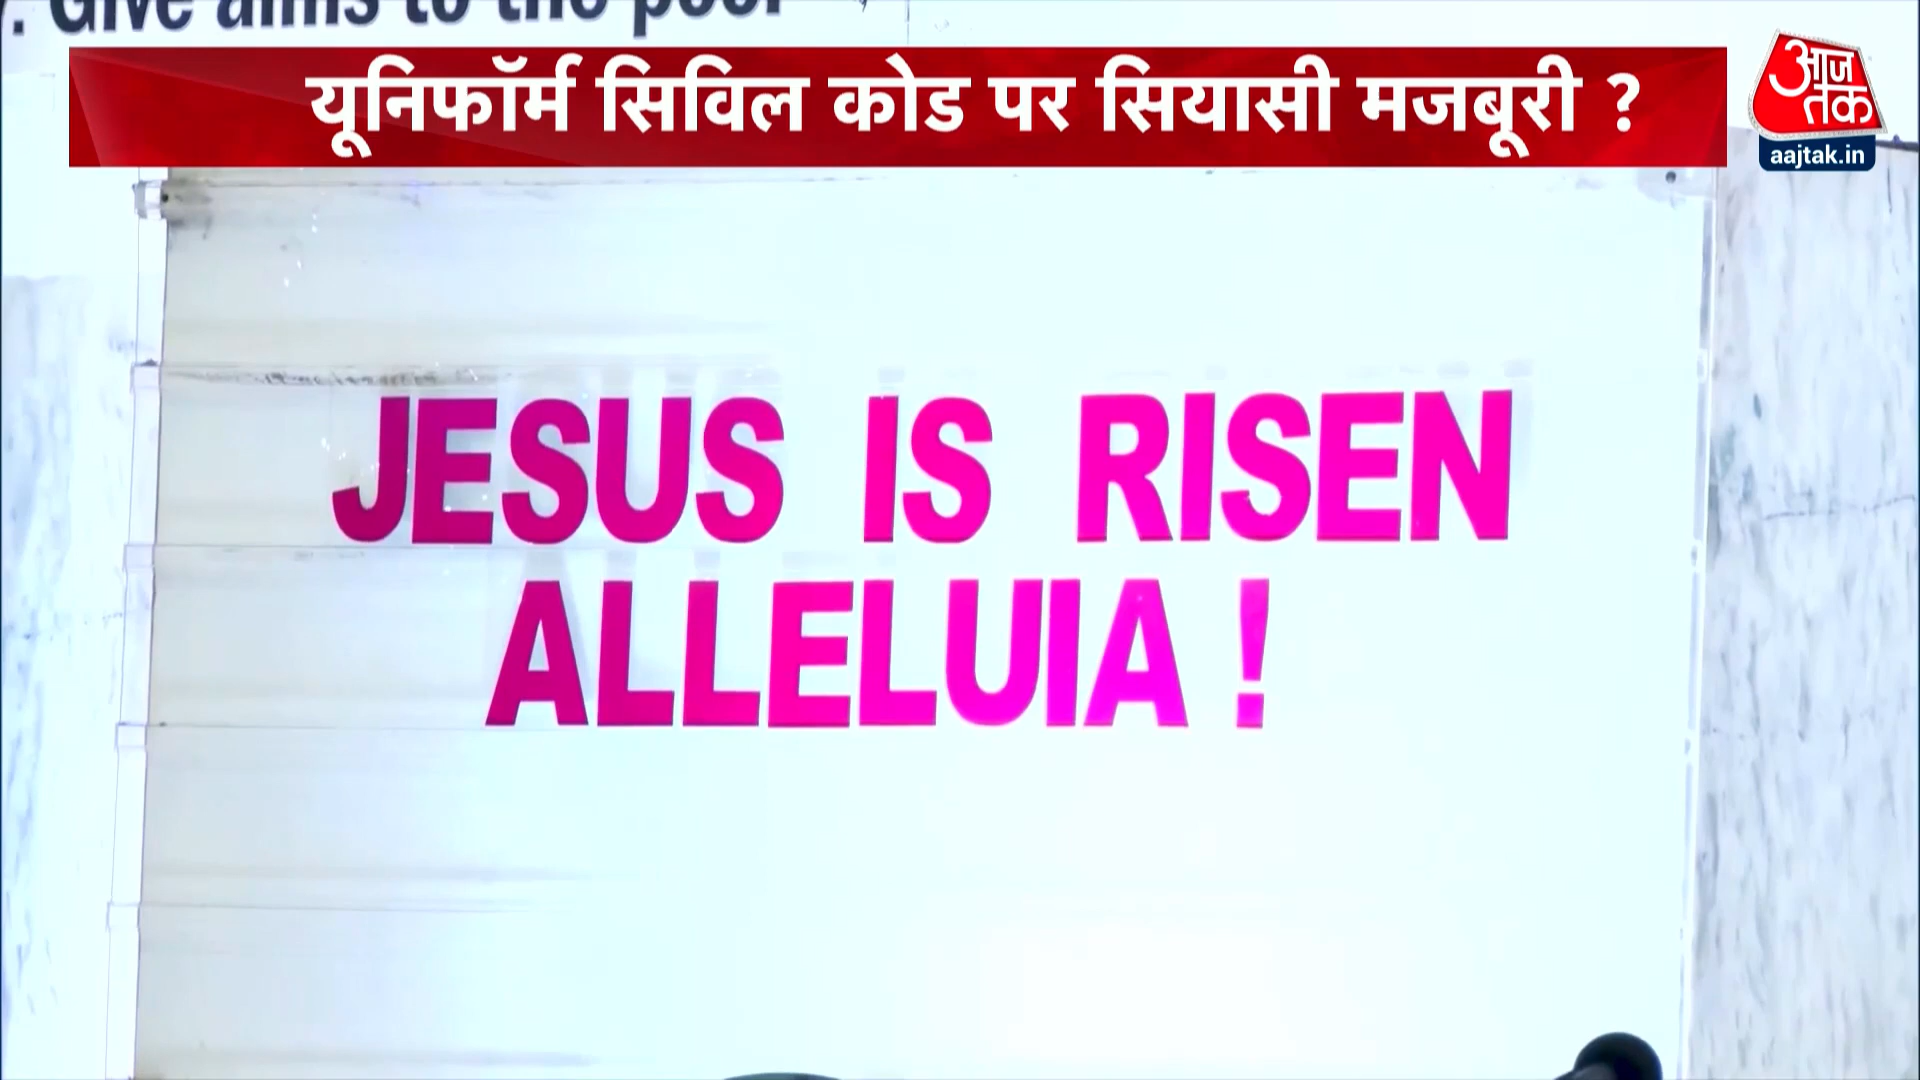 . Give alms to the poor
यूनिफॉर्म सिविल कोड पर सियासी मजबूरी ?
आज तक
aajtak.in
JESUS IS RISEN
ALLELUIA !